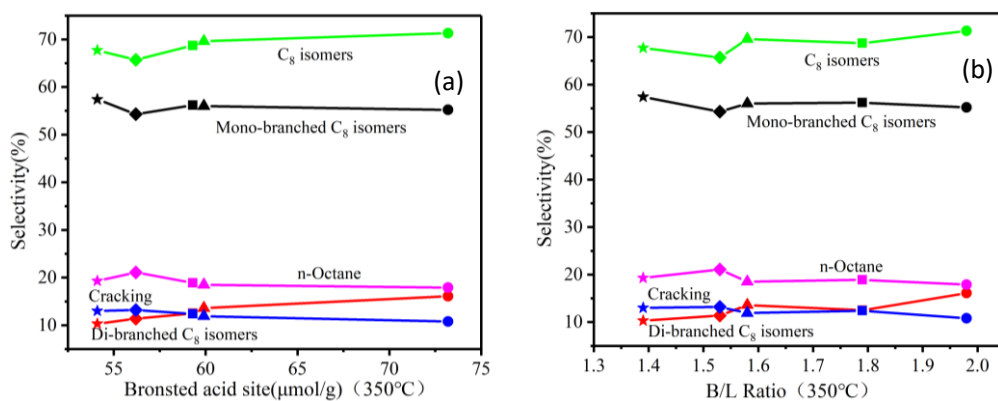 70
60
50
40
30
20
10
Selectivity(%)
C₈ isomers
(a)
Mono-branched C₈ isomers
n-Octane
Cracking
Di-branched C₈ isomers
55 60 65 70 75
Bronsted acid site(μmol/g)（350℃）
70
60
50
40
30
20
10
Selectivity(%)
C₈ isomers
(b)
Mono-branched C₈ isomers
n-Octane
Cracking
Di-branched C₈ isomers
1.3 1.4 1.5 1.6 1.7 1.8 1.9 2.0
B/L Ratio（350℃）